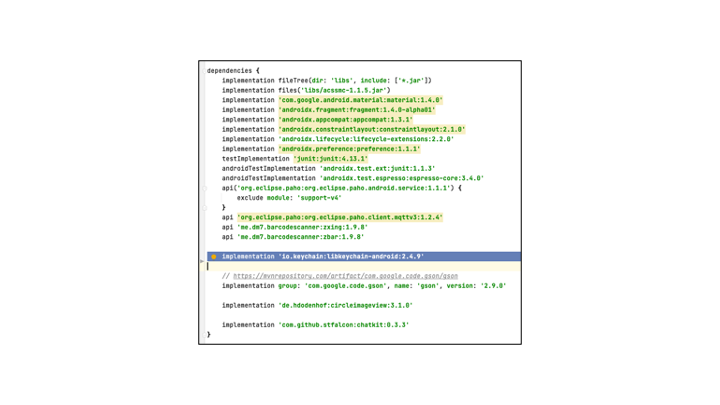 dependencies {
implementation fileTree(dir: 'libs', include: ['*.jar'])
implementation files('libs/acssmc-1.1.5.jar')
implementation 'com.google.android.material:material:1.4.0'
implementation 'androidx.fragment:fragment:1.4.0-alpha01'
implementation 'androidx.appcompat:appcompat:1.3.1'
implementation 'androidx.constraintlayout:constraintlayout:2.1.0'
implementation 'androidx.lifecycle:lifecycle-extensions:2.2.0'
implementation 'androidx.preference:preference:1.1.1'
testImplementation 'junit:junit:4.13.1'
androidTestImplementation 'androidx.test.ext:junit:1.1.3'
androidTestImplementation 'androidx.test.espresso:espresso-core:3.4.0'
api('org.eclipse.paho:org.eclipse.paho.android.service:1.1.1') {
exclude module: 'support-v4'
}
api 'org.eclipse.paho:org.eclipse.paho.client.mqttv3:1.2.4'
api 'me.dm7.barcodescanner:zxing:1.9.8'
api 'me.dm7.barcodescanner:zbar:1.9.8'
implementation 'io.keychain:libkeychain-android:2.4.9'
// https://mvnrepository.com/artifact/com.google.code.gson/gson
implementation group: 'com.google.code.gson', name: 'gson', version: '2.9.0'
implementation 'de.hdodenhof:circleimageview:3.1.0'
implementation 'com.github.stfalcon:chatkit:0.3.3'
}